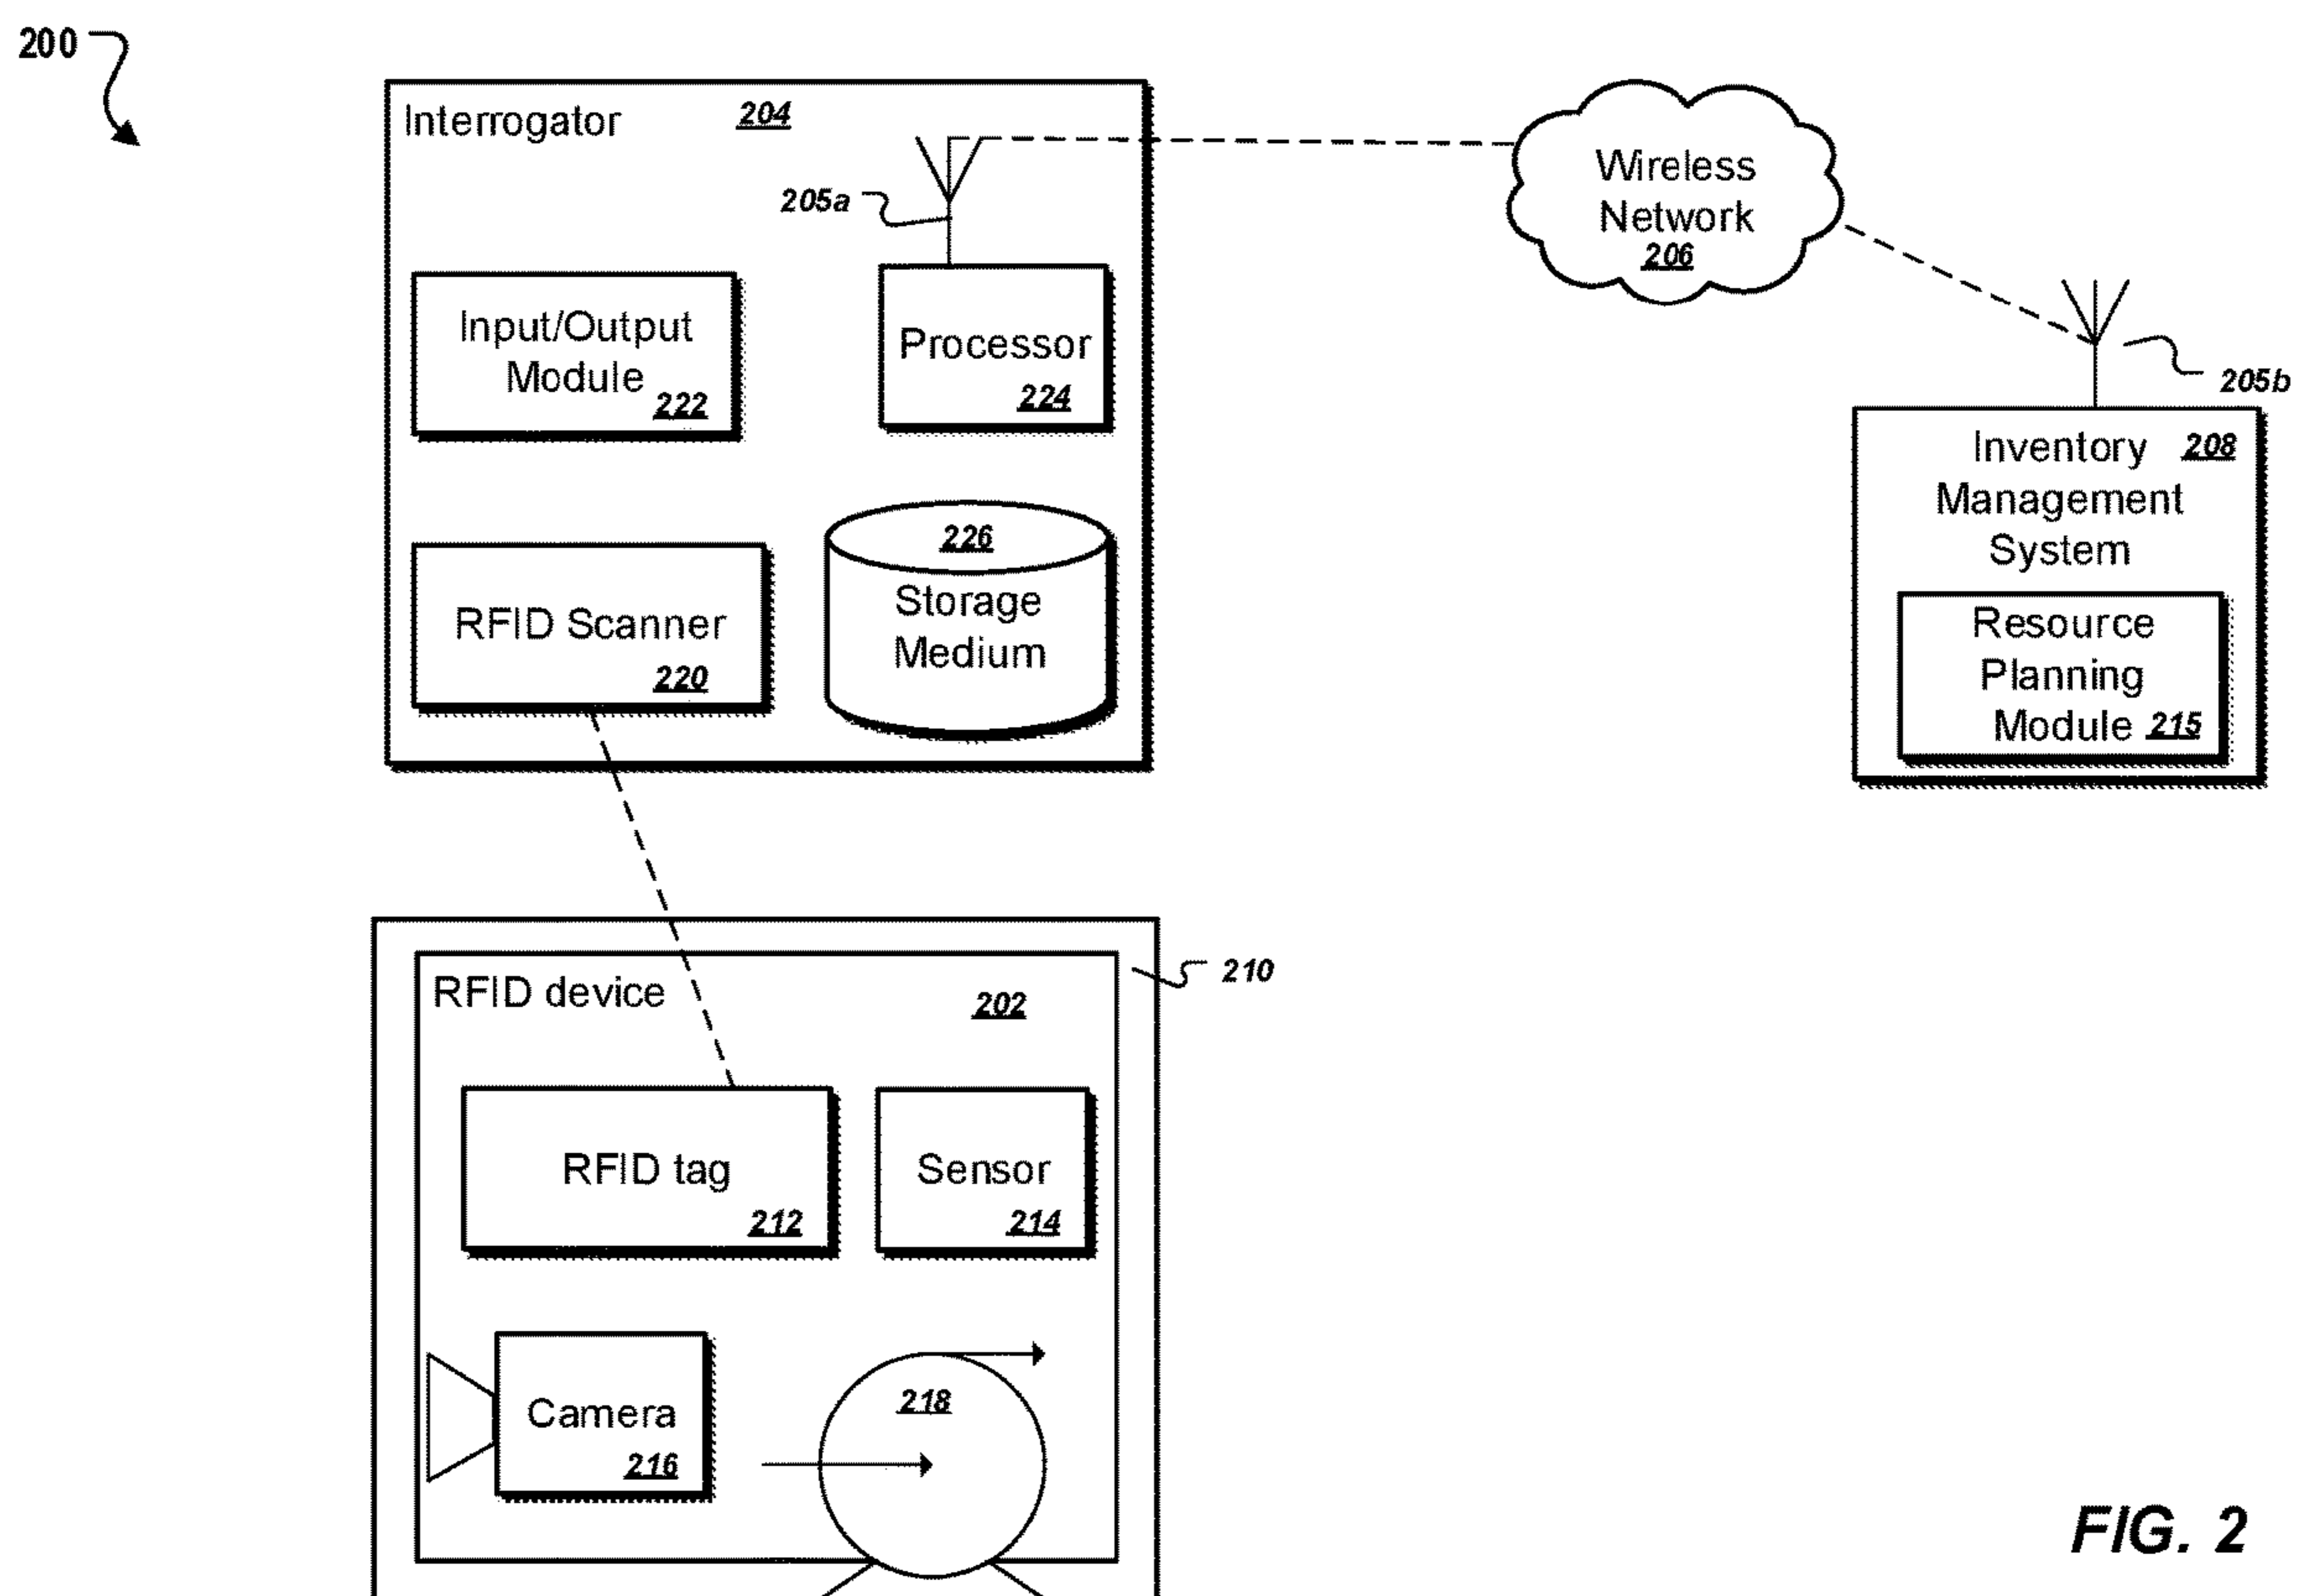 200
Interrogator 204
205a
Input/Output
Module
222
Processor
224
RFID Scanner
220
226
Storage
Medium
Wireless
Network
206
205b
Inventory 208
Management
System
Resource
Planning
Module 215
210
RFID device 202
RFID tag
212
Sensor
214
Camera
216
218
FIG. 2